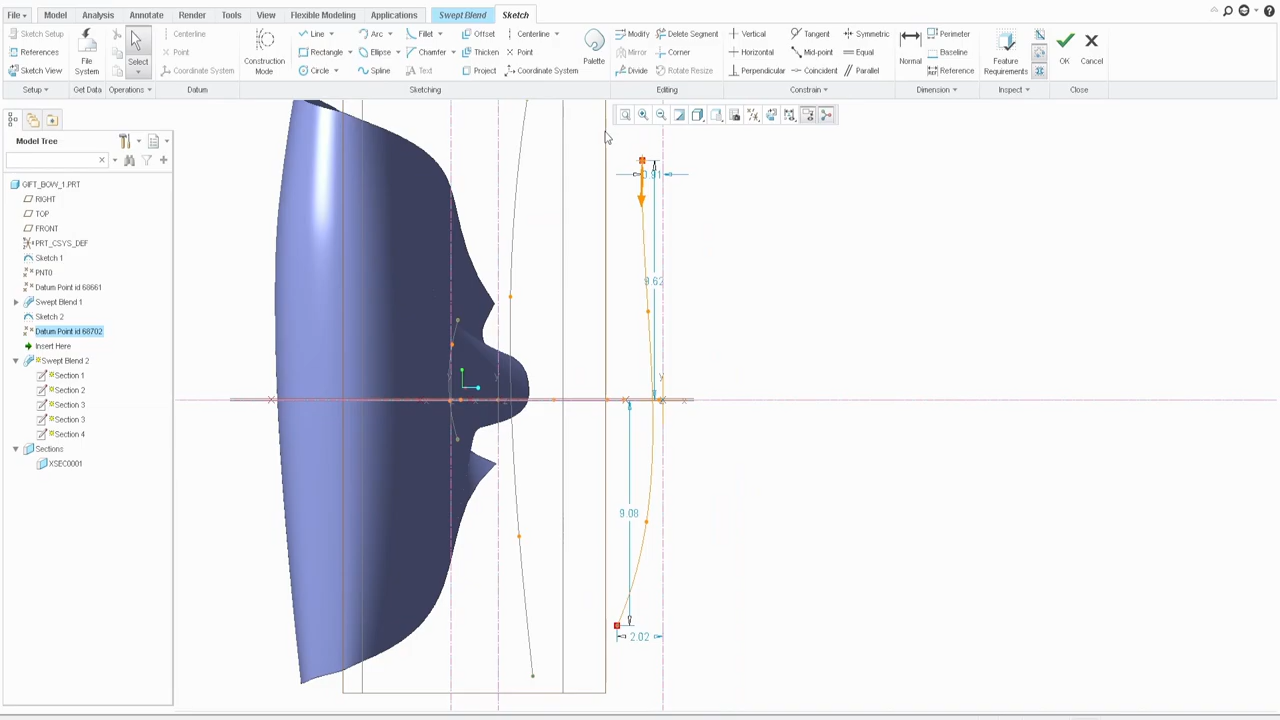 File Model Analysis Annotate Render Tools View Flexible Modeling Applications Swept Blend Sketch
Sketch Setup
References
Sketch View
File System
Select
Centerline
Point
Coordinate System
Construction Mode
Line Arc Fillet Offset Centerline
Rectangle Ellipse Chamfer Thicken Point
Circle Spline Text Project Coordinate System
Palette
Modify Delete Segment
Mirror Corner
Divide Rotate Resize
Vertical Tangent Symmetric
Horizontal Mid-point Equal
Perpendicular Coincident Parallel
Normal
Perimeter
Baseline
Reference
Feature Requirements
OK
Cancel
Setup Get Data Operations Datum Sketching Editing Constrain Dimension Inspect Close
Model Tree
GIFT_BOW_1.PRT
RIGHT
TOP
FRONT
PRT_CSYS_DEF
Sketch 1
PNT0
Datum Point id 68661
Swept Blend 1
Sketch 2
Datum Point id 68702
Insert Here
Swept Blend 2
Section 1
Section 2
Section 3
Section 3
Section 4
Sections
XSEC0001
0.91
9.62
9.08
2.02